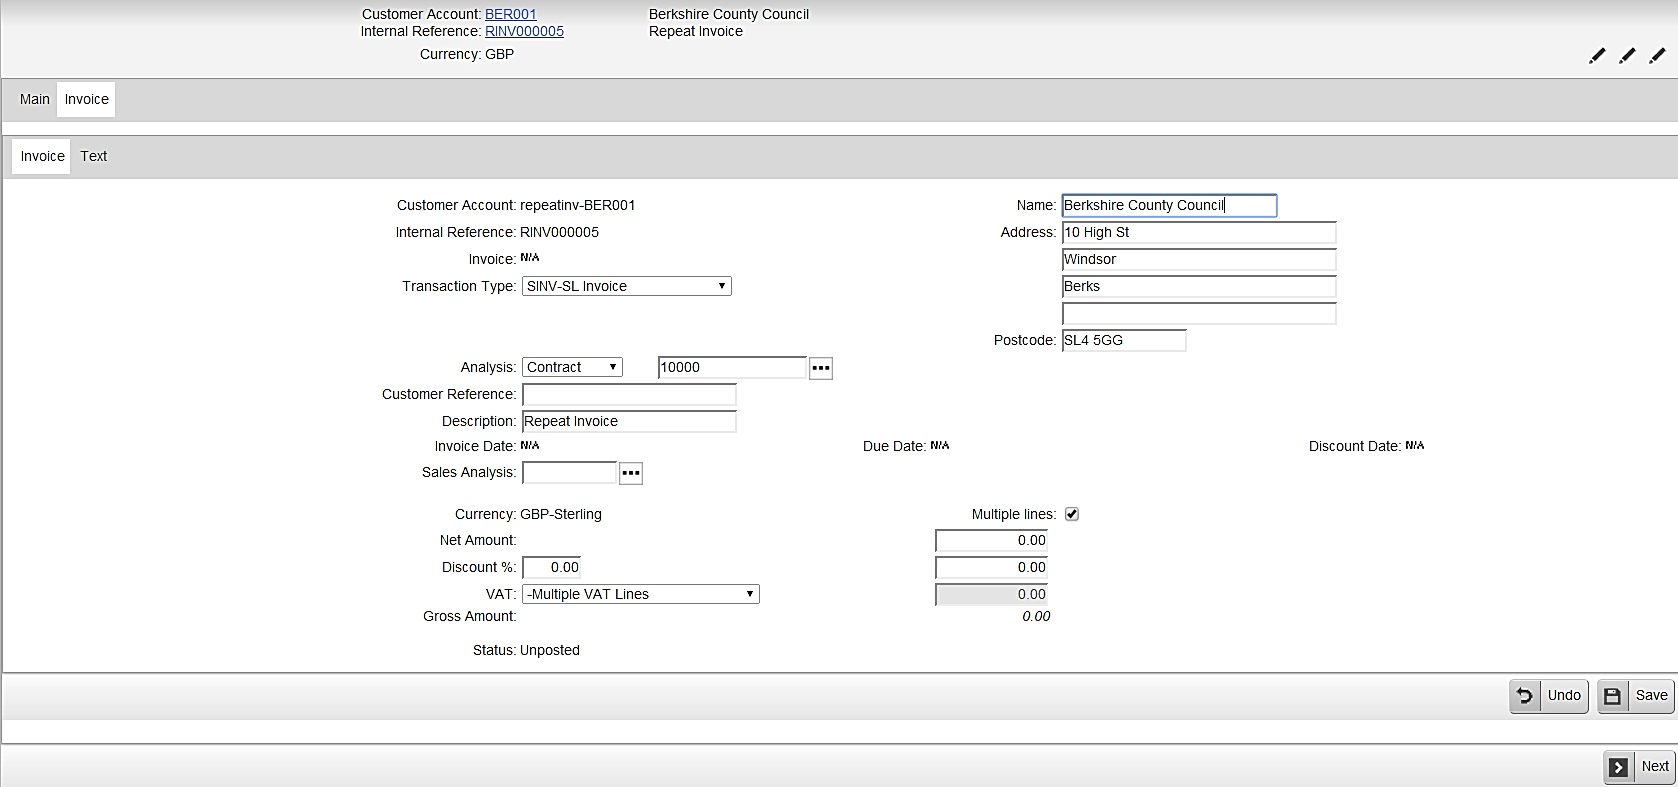 Customer Account: BER001 Berkshire County Council
Internal Reference: RINV000005 Repeat Invoice
Currency: GBP
Main Invoice
Invoice Text
Customer Account: repeatinv-BER001 Name: Berkshire County Council
Internal Reference: RINV000005 Address: 10 High St
Invoice: N/A Windsor
Transaction Type: SINV-SL Invoice Berks
Postcode: SL4 5GG
Analysis: Contract 10000
Customer Reference:
Description: Repeat Invoice
Invoice Date: N/A Due Date: N/A Discount Date: N/A
Sales Analysis:
Currency: GBP-Sterling Multiple lines:
Net Amount: 0.00
Discount %: 0.00 0.00
VAT: -Multiple VAT Lines 0.00
Gross Amount: 0.00
Status: Unposted
Undo Save
Next